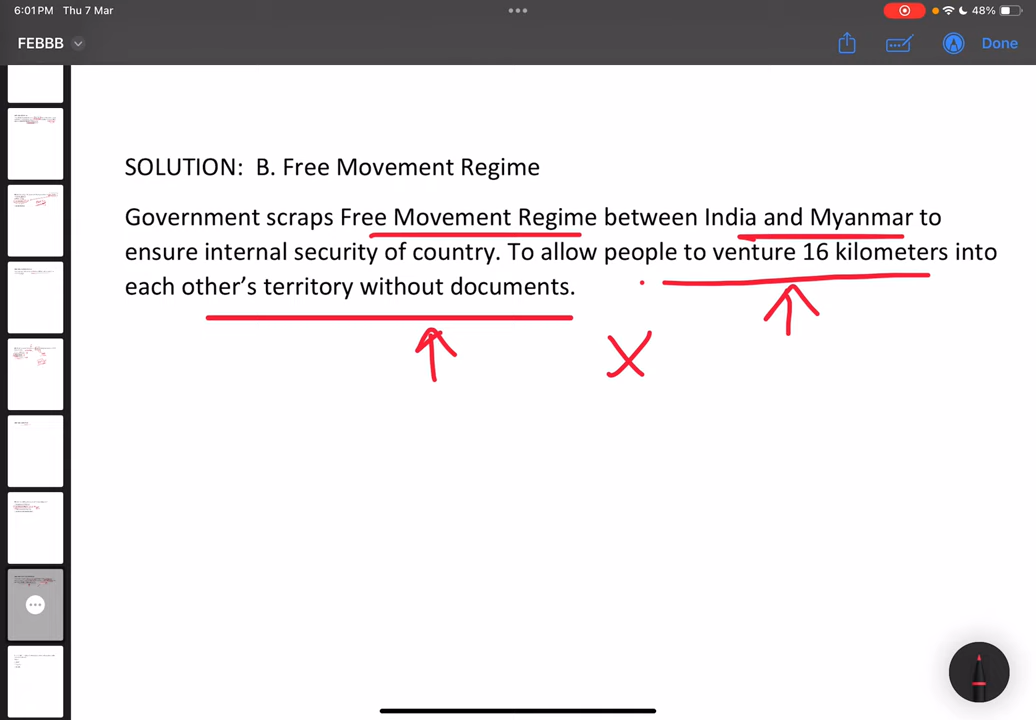 6:01 PM Thu 7 Mar
48%
FEBBB
Done
SOLUTION: B. Free Movement Regime
Government scraps Free Movement Regime between India and Myanmar to
ensure internal security of country. To allow people to venture 16 kilometers into
each other’s territory without documents.
X